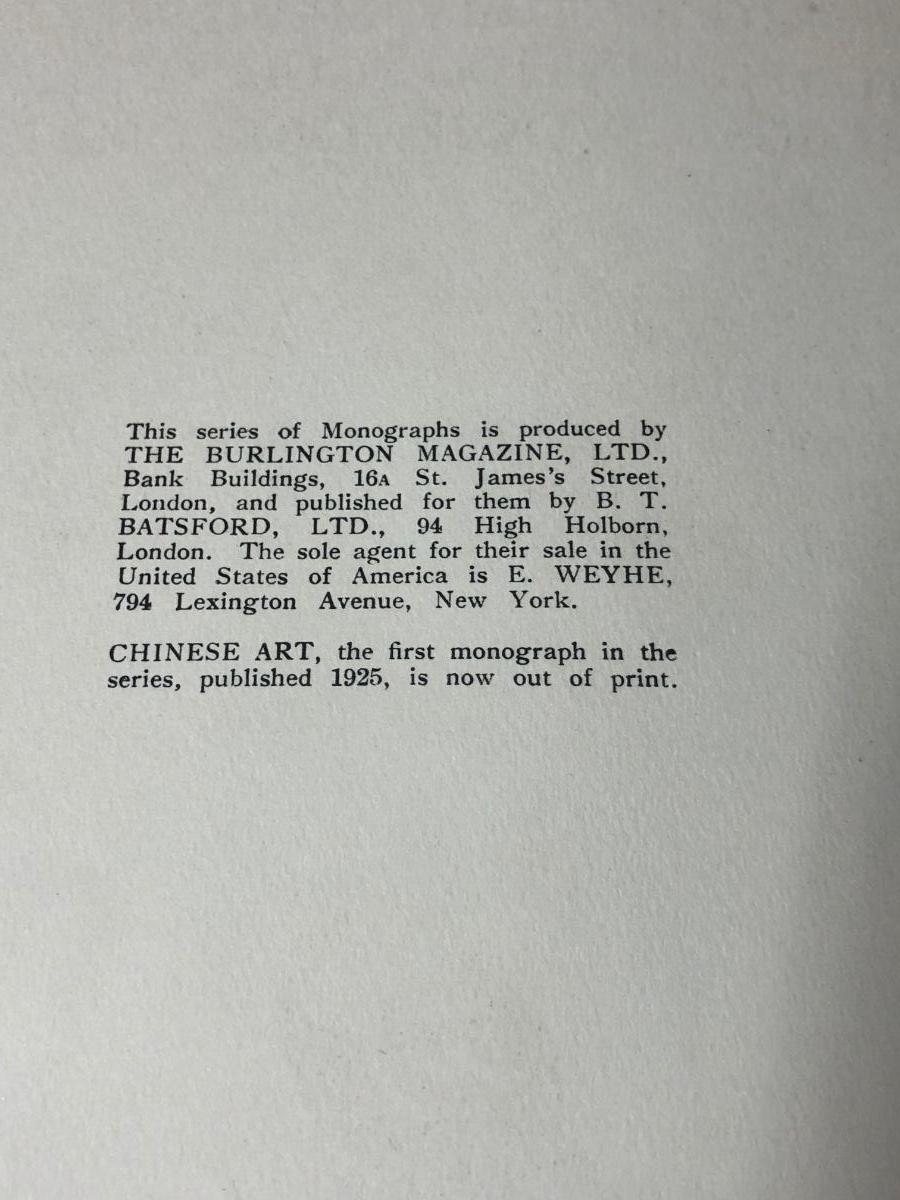 This series of Monographs is produced by
THE BURLINGTON MAGAZINE, LTD.,
Bank Buildings, 16A St. James's Street,
London, and published for them by B. T.
BATSFORD, LTD., 94 High Holborn,
London. The sole agent for their sale in the
United States of America is E. WEYHE,
794 Lexington Avenue, New York.
CHINESE ART, the first monograph in the
series, published 1925, is now out of print.